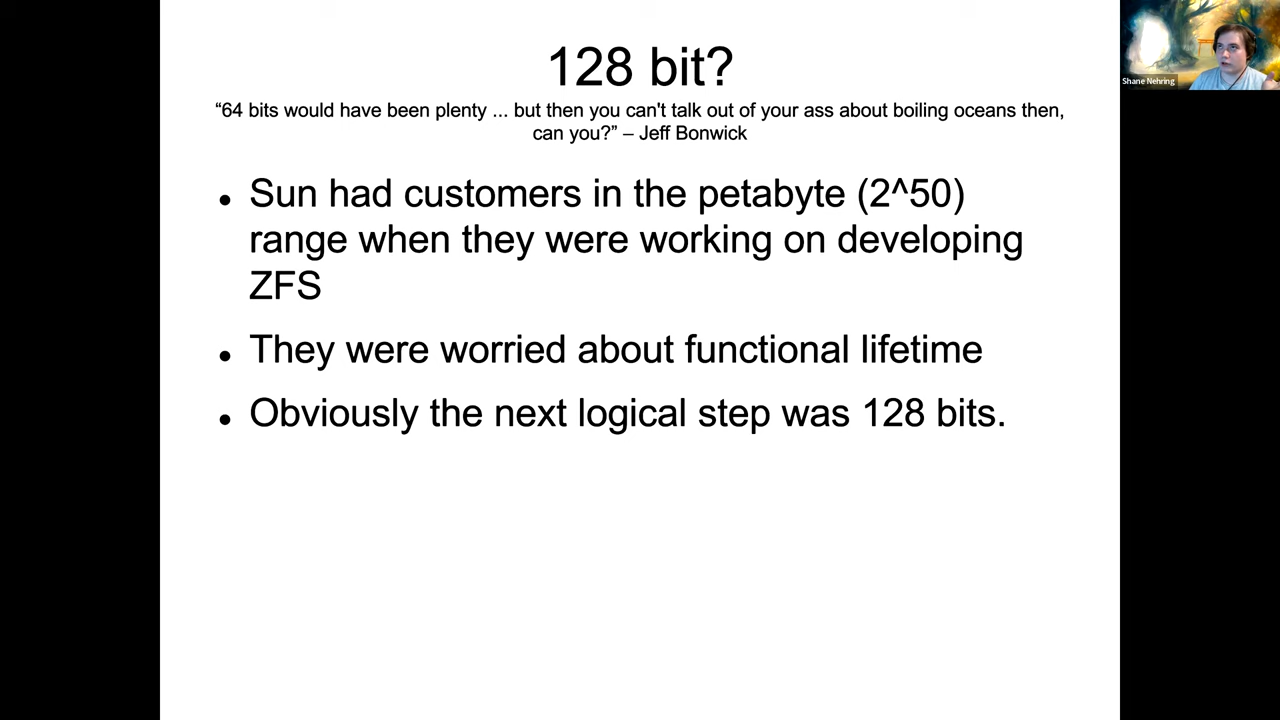 128 bit?
“64 bits would have been plenty ... but then you can't talk out of your ass about boiling oceans then,
can you?” – Jeff Bonwick
• Sun had customers in the petabyte (2^50)
range when they were working on developing
ZFS
• They were worried about functional lifetime
• Obviously the next logical step was 128 bits.
Shane Nehring